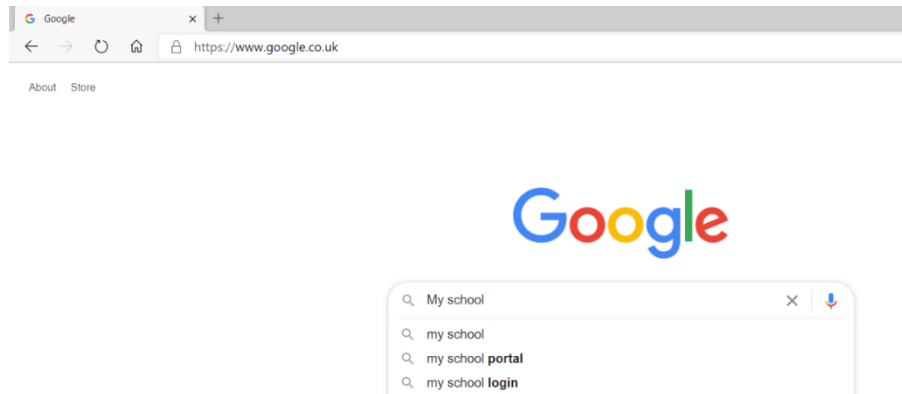 Google
https://www.google.co.uk
About Store
Google
My school
my school
my school portal
my school login